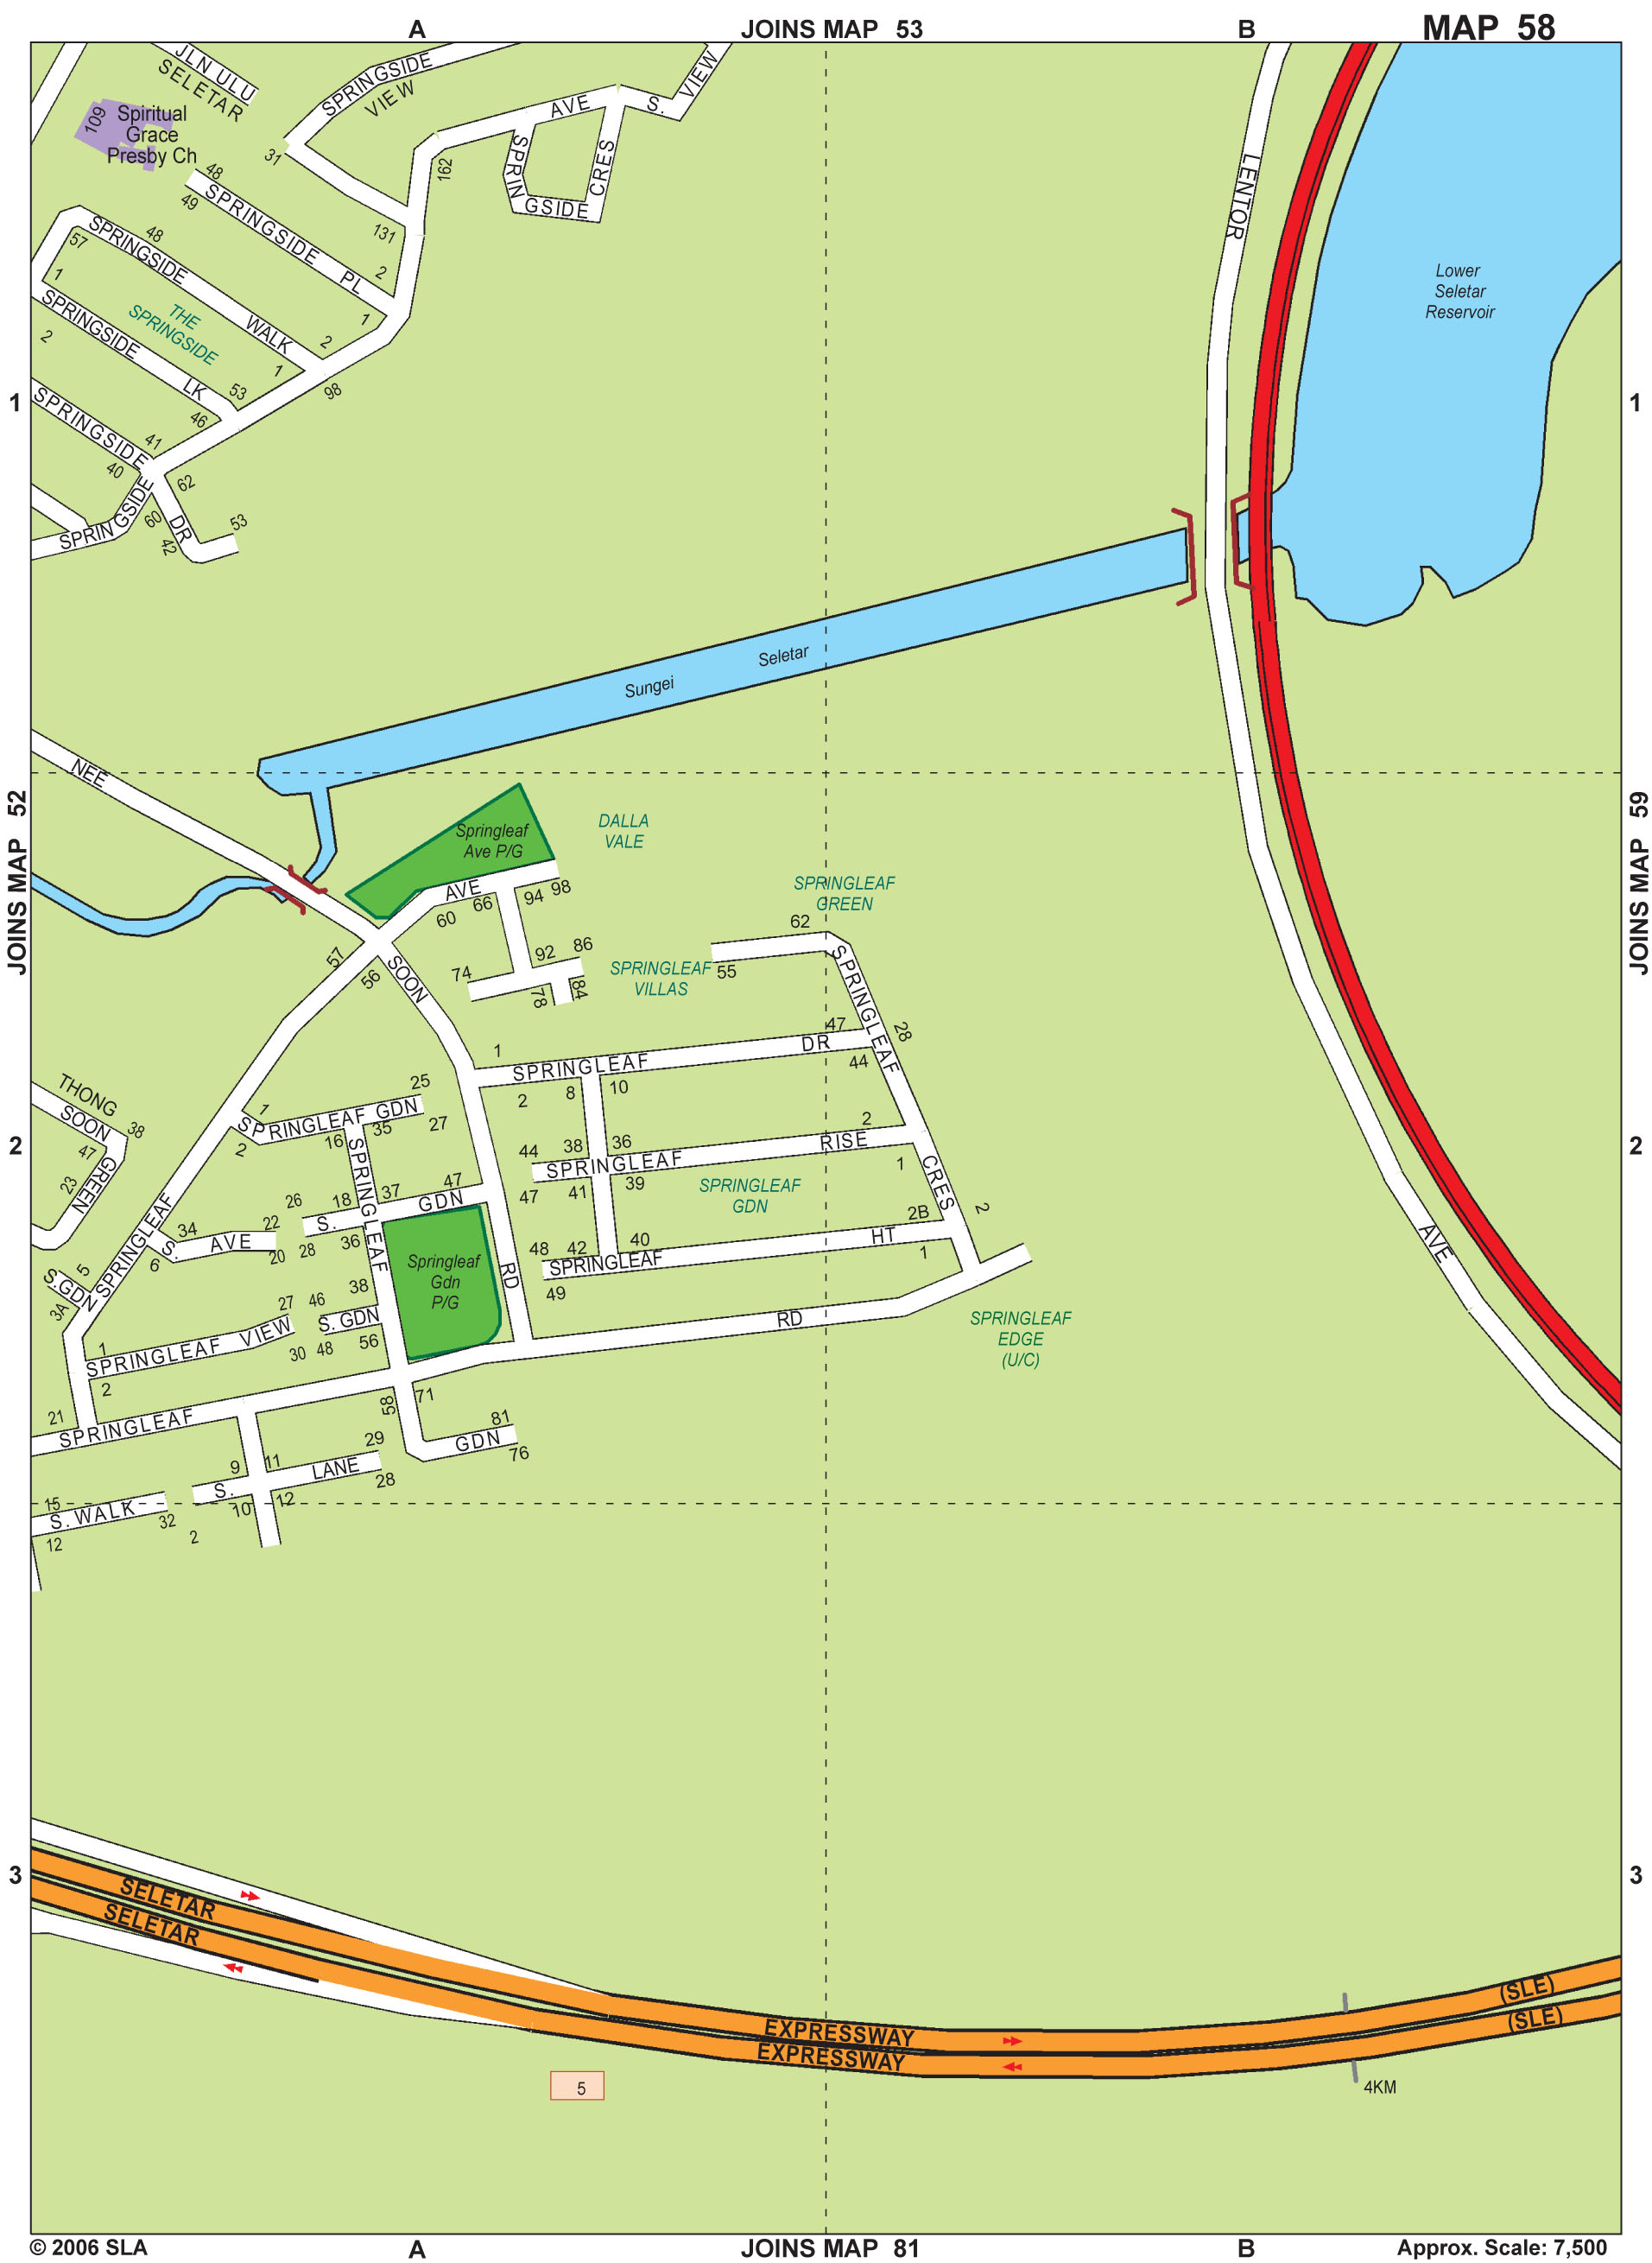 A
JOINS MAP 53
B
MAP 58
JLN ULU
SELETAR
SPRINGSIDE
VIEW
AVE
S.
VIEW
109
Spiritual
Grace
Presby Ch
31
162
SPRIN
GSIDE
CRES
48
49
SPRINGSIDE
PL
131
2
1
LENTOR
Lower
Seletar
Reservoir
57
SPRINGSIDE
48
WALK
2
1
98
1
SPRINGSIDE
LK
2
53
46
THE
SPRINGSIDE
1
1
SPRINGSIDE
41
40
62
SPRIN
GSIDE
60
DR
42
53
Seletar
Sungei
NEE
JOINS MAP 52
JOINS MAP 59
Springleaf
Ave P/G
DALLA
VALE
AVE
60
66
94
98
SPRINGLEAF
GREEN
57
56
SOON
74
92
86
78
84
SPRINGLEAF
VILLAS
62
55
2
SPRINGLEAF
28
1
SPRINGLEAF
DR
47
44
2
8
10
THONG
SOON
38
47
23
GREEN
1
SPRINGLEAF GDN
25
2
16
35
27
SPRINGLEAF
44
38
36
SPRINGLEAF
RISE
2
1
47
41
39
CRES
2
2
2
SPRINGLEAF
GDN
26
18
37
GDN
47
S.
28
36
SPRINGLEAF
34
S.
AVE
22
6
20
5
S.GDN
3A
Springleaf
Gdn
P/G
RD
48
42
40
SPRINGLEAF
HT
2B
1
49
AVE
38
27
46
S. GDN
30
48
56
1
SPRINGLEAF VIEW
2
RD
SPRINGLEAF
EDGE
(U/C)
21
SPRINGLEAF
58
71
81
GDN
76
9
11
29
S.
LANE
28
10
12
15
S. WALK
12
32
2
3
3
SELETAR
SELETAR
EXPRESSWAY
EXPRESSWAY
(SLE)
(SLE)
4KM
5
© 2006 SLA
A
JOINS MAP 81
B
Approx. Scale: 7,500